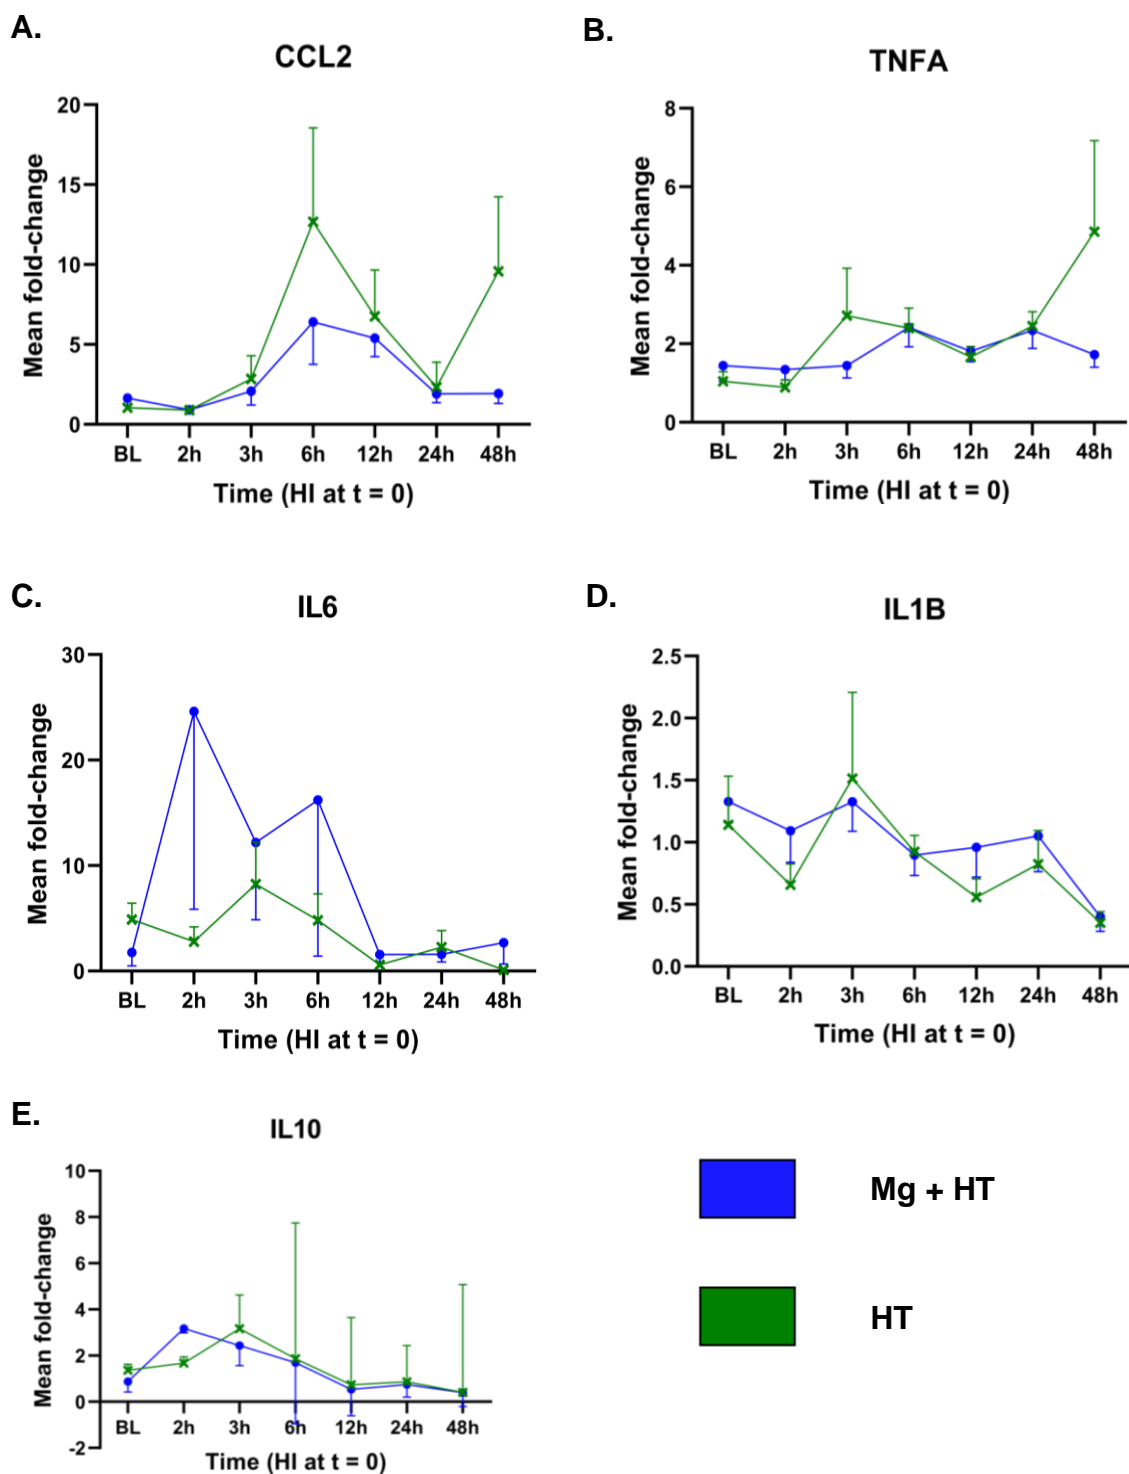 A.
CCL2
Mean fold-change
20
15
10
5
0
BL 2h 3h 6h 12h 24h 48h
Time (HI at t = 0)
B.
TNFA
Mean fold-change
8
6
4
2
0
BL 2h 3h 6h 12h 24h 48h
Time (HI at t = 0)
C.
IL6
Mean fold-change
30
20
10
0
BL 2h 3h 6h 12h 24h 48h
Time (HI at t = 0)
D.
IL1B
Mean fold-change
2.5
2.0
1.5
1.0
0.5
0.0
BL 2h 3h 6h 12h 24h 48h
Time (HI at t = 0)
E.
IL10
Mean fold-change
10
8
6
4
2
0
-2
BL 2h 3h 6h 12h 24h 48h
Time (HI at t = 0)
Mg + HT
HT